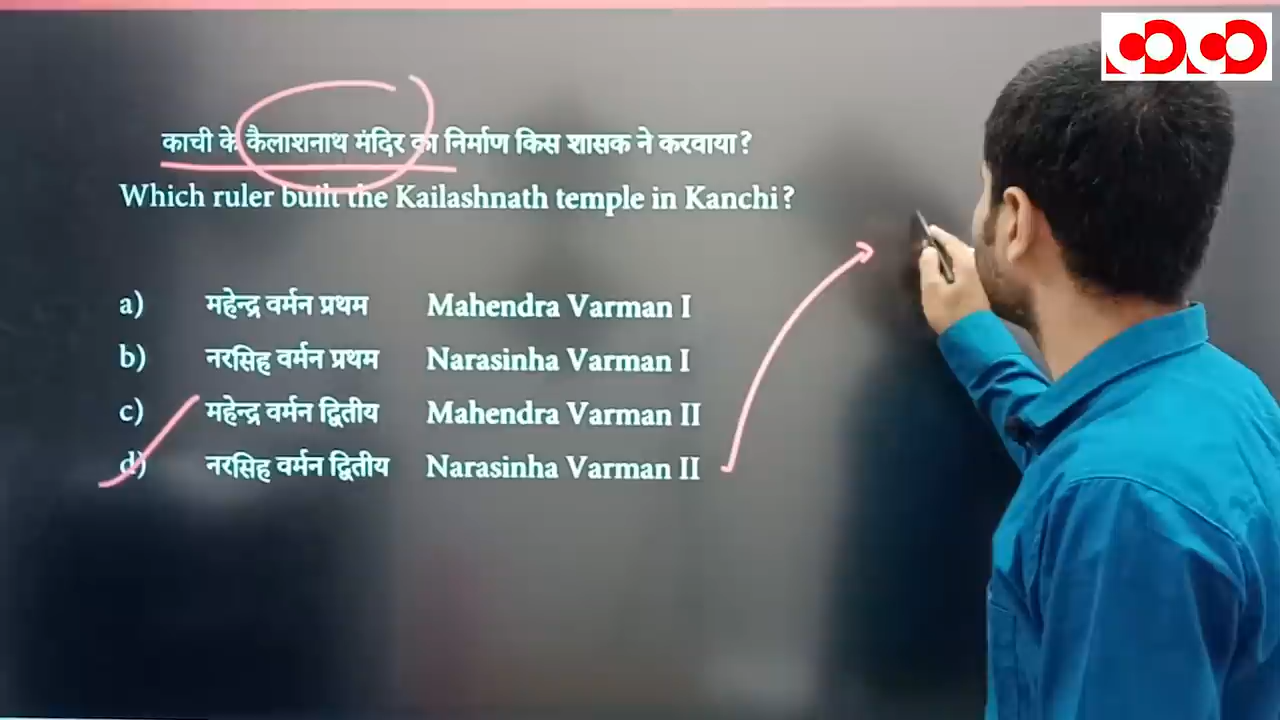 काची के कैलाशनाथ मंदिर का निर्माण किस शासक ने करवाया?
Which ruler built the Kailashnath temple in Kanchi?
a) महेन्द्र वर्मन प्रथम Mahendra Varman I
b) नरसिह वर्मन प्रथम Narasinha Varman I
c) महेन्द्र वर्मन द्वितीय Mahendra Varman II
d) नरसिह वर्मन द्वितीय Narasinha Varman II